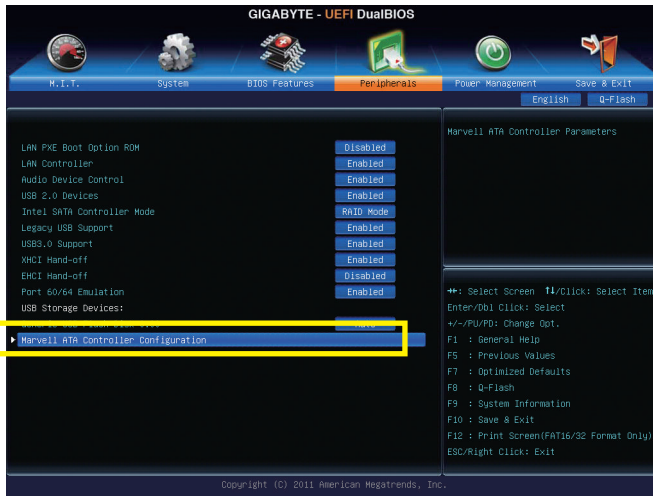 GIGABYTE - UEFI DualBIOS
M.I.T. System BIOS Features Peripherals Power Management Save & Exit
English Q-Flash
Marvell ATA Controller Parameters
LAN PXE Boot Option ROM Disabled
LAN Controller Enabled
Audio Device Control Enabled
USB 2.0 Devices Enabled
Intel SATA Controller Mode RAID Mode
Legacy USB Support Enabled
USB3.0 Support Enabled
XHCI Hand-off Enabled
EHCI Hand-off Disabled
Port 60/64 Emulation Enabled
USB Storage Devices:
Marvell ATA Controller Configuration
→←: Select Screen ↑↓/Click: Select Item
Enter/Dbl Click: Select
+/-/PU/PD: Change Opt.
F1 : General Help
F5 : Previous Values
F7 : Optimized Defaults
F8 : Q-Flash
F9 : System Information
F10 : Save & Exit
F12 : Print Screen(FAT16/32 Format Only)
ESC/Right Click: Exit
Copyright (C) 2011 American Megatrends, Inc.